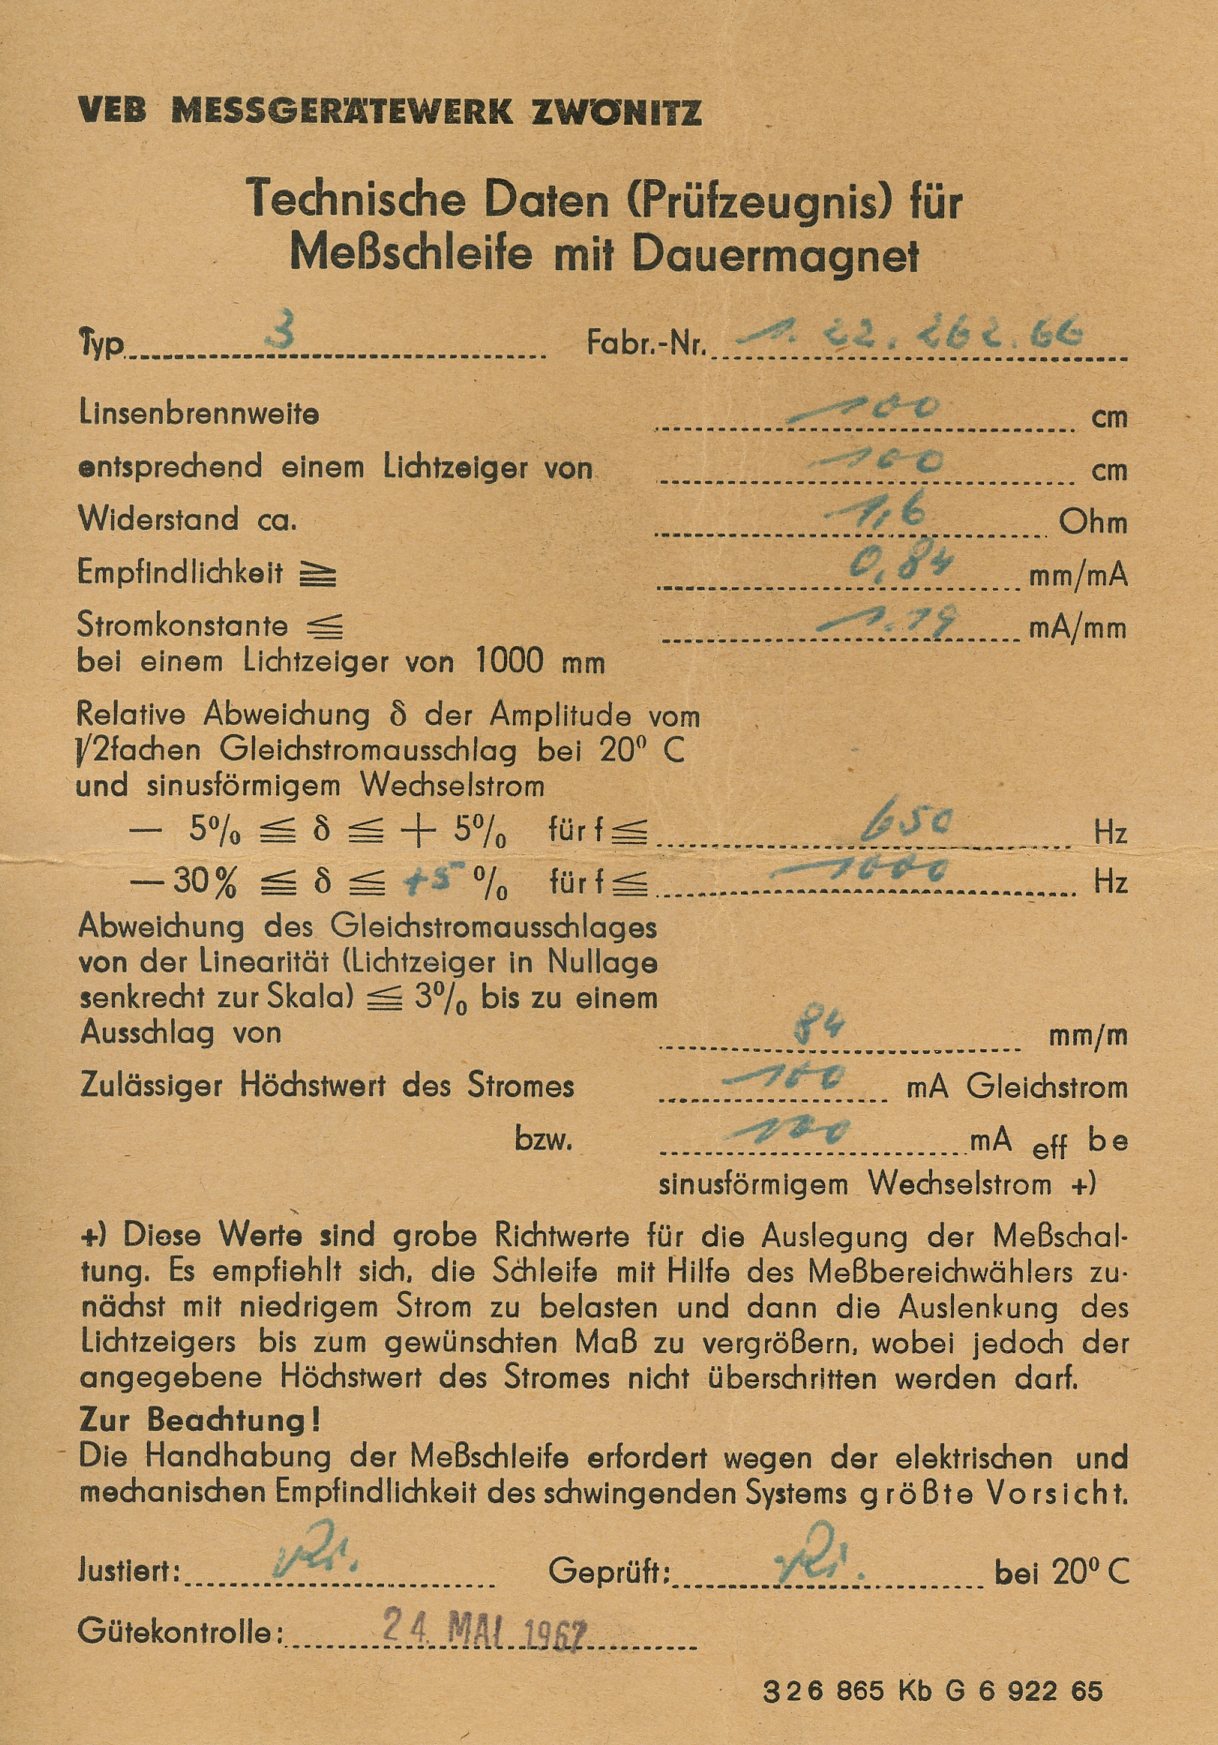 VEB MESSGERÄTEWERK ZWÖNITZ
Technische Daten (Prüfzeugnis) für
Meßschleife mit Dauermagnet
Typ 3 Fabr.-Nr. 1.22.262.66
Linsenbrennweite 100 cm
entsprechend einem Lichtzeiger von 100 cm
Widerstand ca. 1,6 Ohm
Empfindlichkeit ≧ 0,84 mm/mA
Stromkonstante ≦ 1.19 mA/mm
bei einem Lichtzeiger von 1000 mm
Relative Abweichung δ der Amplitude vom
√2fachen Gleichstromausschlag bei 20⁰ C
und sinusförmigem Wechselstrom
— 5% ≦ δ ≦ + 5% für f ≦ 650 Hz
— 30% ≦ δ ≦ +5 % für f ≦ 1000 Hz
Abweichung des Gleichstromausschlages
von der Linearität (Lichtzeiger in Nullage
senkrecht zur Skala) ≦ 3% bis zu einem
Ausschlag von 84 mm/m
Zulässiger Höchstwert des Stromes 100 mA Gleichstrom
bzw. 100 mA eff be
sinusförmigem Wechselstrom +)
+) Diese Werte sind grobe Richtwerte für die Auslegung der Meßschal-
tung. Es empfiehlt sich, die Schleife mit Hilfe des Meßbereichwählers zu-
nächst mit niedrigem Strom zu belasten und dann die Auslenkung des
Lichtzeigers bis zum gewünschten Maß zu vergrößern, wobei jedoch der
angegebene Höchstwert des Stromes nicht überschritten werden darf.
Zur Beachtung!
Die Handhabung der Meßschleife erfordert wegen der elektrischen und
mechanischen Empfindlichkeit des schwingenden Systems größte Vorsicht.
Justiert: Geprüft: bei 20⁰ C
Gütekontrolle: 24. MAI 1967
326 865 Kb G 6 922 65